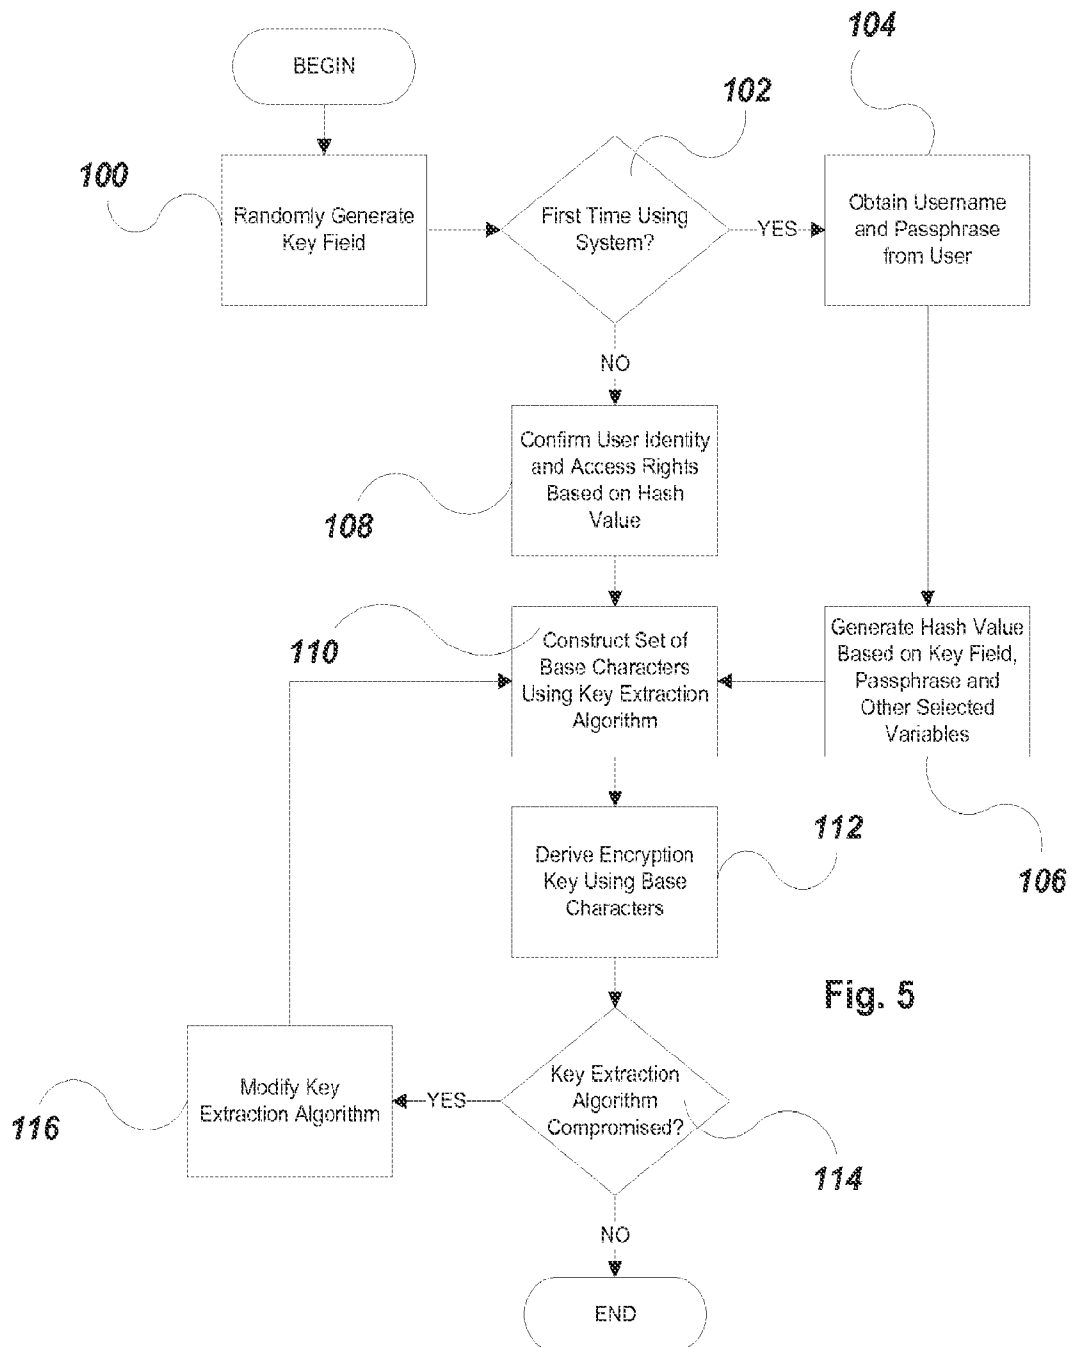 BEGIN
104
102
100
Randomly Generate
Key Field
First Time Using
System?
YES
Obtain Username
and Passphrase
from User
NO
Confirm User Identity
and Access Rights
Based on Hash
Value
108
110
Construct Set of
Base Characters
Using Key Extraction
Algorithm
Generate Hash Value
Based on Key Field,
Passphrase and
Other Selected
Variables
106
112
Derive Encryption
Key Using Base
Characters
Fig. 5
Key Extraction
Algorithm
Compromised?
114
YES
Modify Key
Extraction Algorithm
116
NO
END